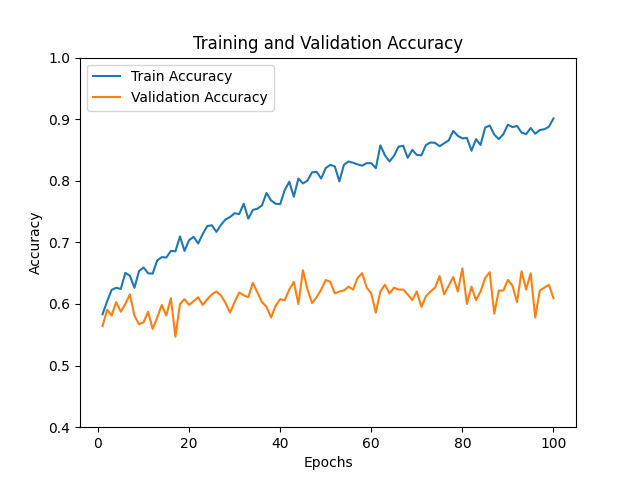 Training and Validation Accuracy
1.0
Train Accuracy
Validation Accuracy
0.9
0.8
0.7
0.6
0.5
0.4
Accuracy
0 20 40 60 80 100
Epochs